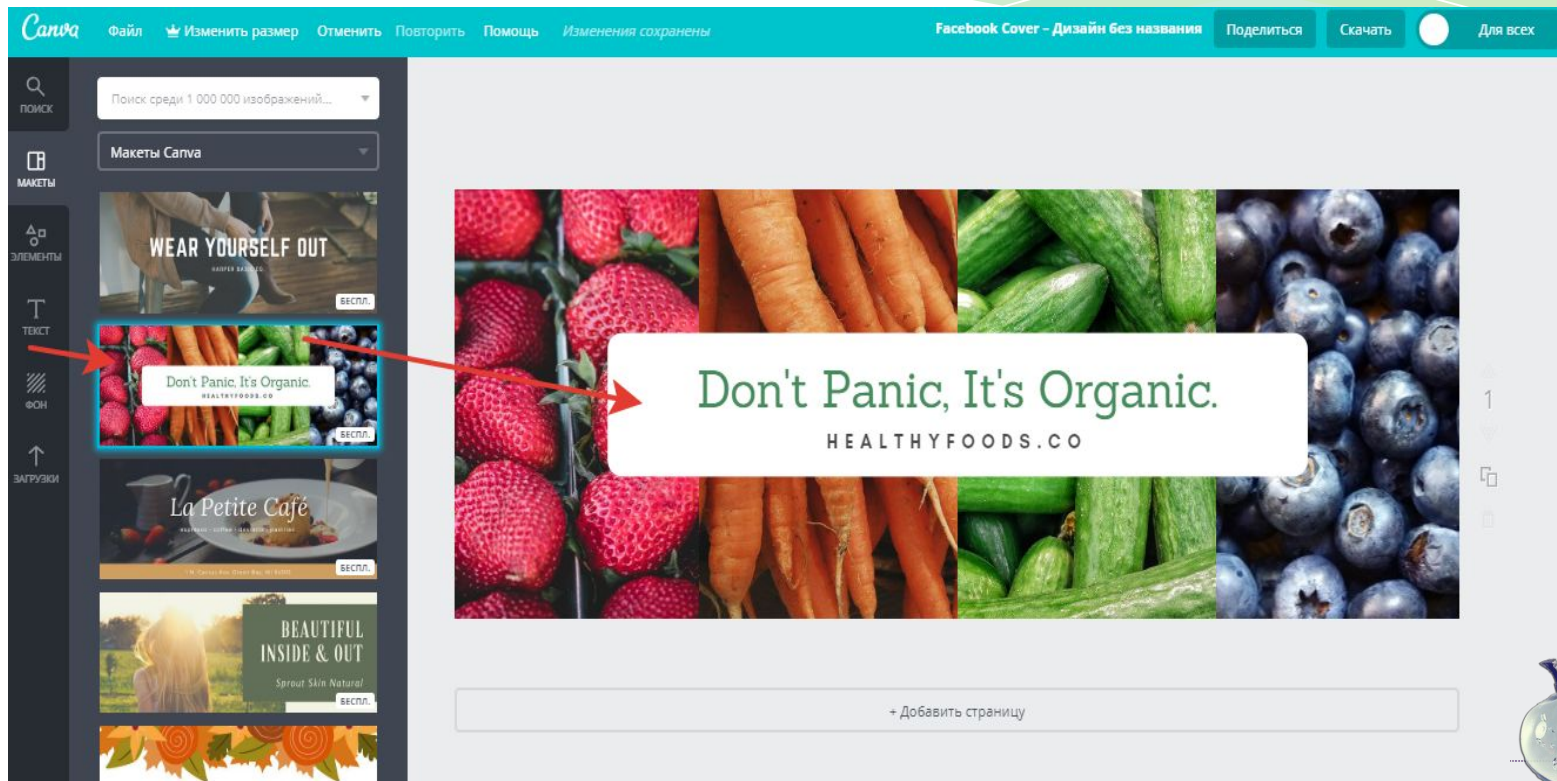 Canva Файл Изменить размер Отменить Повторить Помощь Изменения сохранены Facebook Cover – Дизайн без названия Поделиться Скачать Для всех
ПОИСК
МАКЕТЫ
ЭЛЕМЕНТЫ
ТЕКСТ
ФОН
ЗАГРУЗКИ
Поиск среди 1 000 000 изображений...
Макеты Canva
WEAR YOURSELF OUT
БЕСПЛ.
Don't Panic, It's Organic.
HEALTHYFOODS.CO
БЕСПЛ.
La Petite Café
БЕСПЛ.
BEAUTIFUL
INSIDE & OUT
Sprout Skin Natural
БЕСПЛ.
Don't Panic, It's Organic.
HEALTHYFOODS.CO
1
+ Добавить страницу